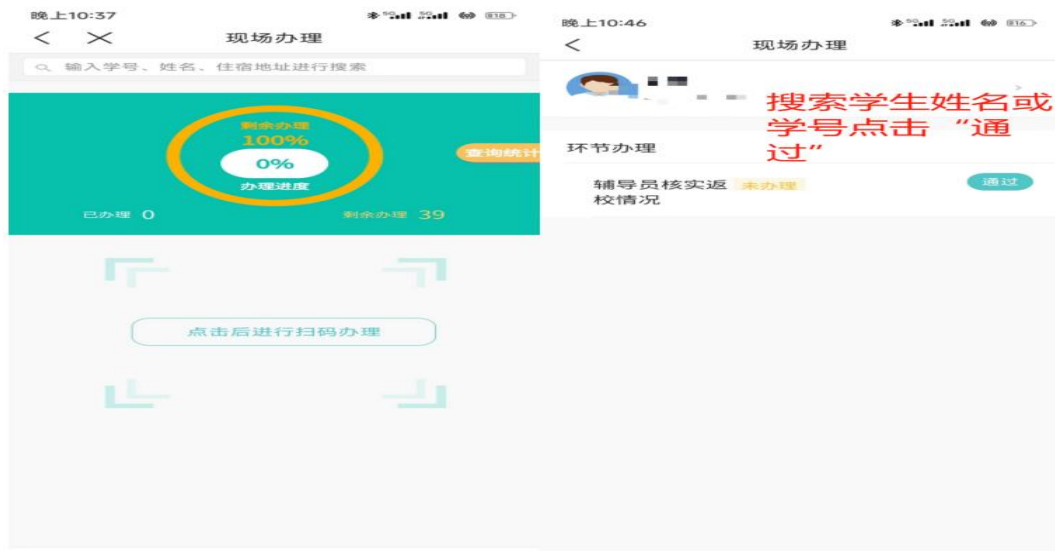 晚上10:37
现场办理
输入学号、姓名、住宿地址进行搜索
剩余办理
100%
0%
办理进度
查询统计
已办理 0
剩余办理 39
点击后进行扫码办理
晚上10:46
现场办理
搜索学生姓名或
学号点击“通
过”
环节办理
辅导员核实返
校情况
未办理
通过